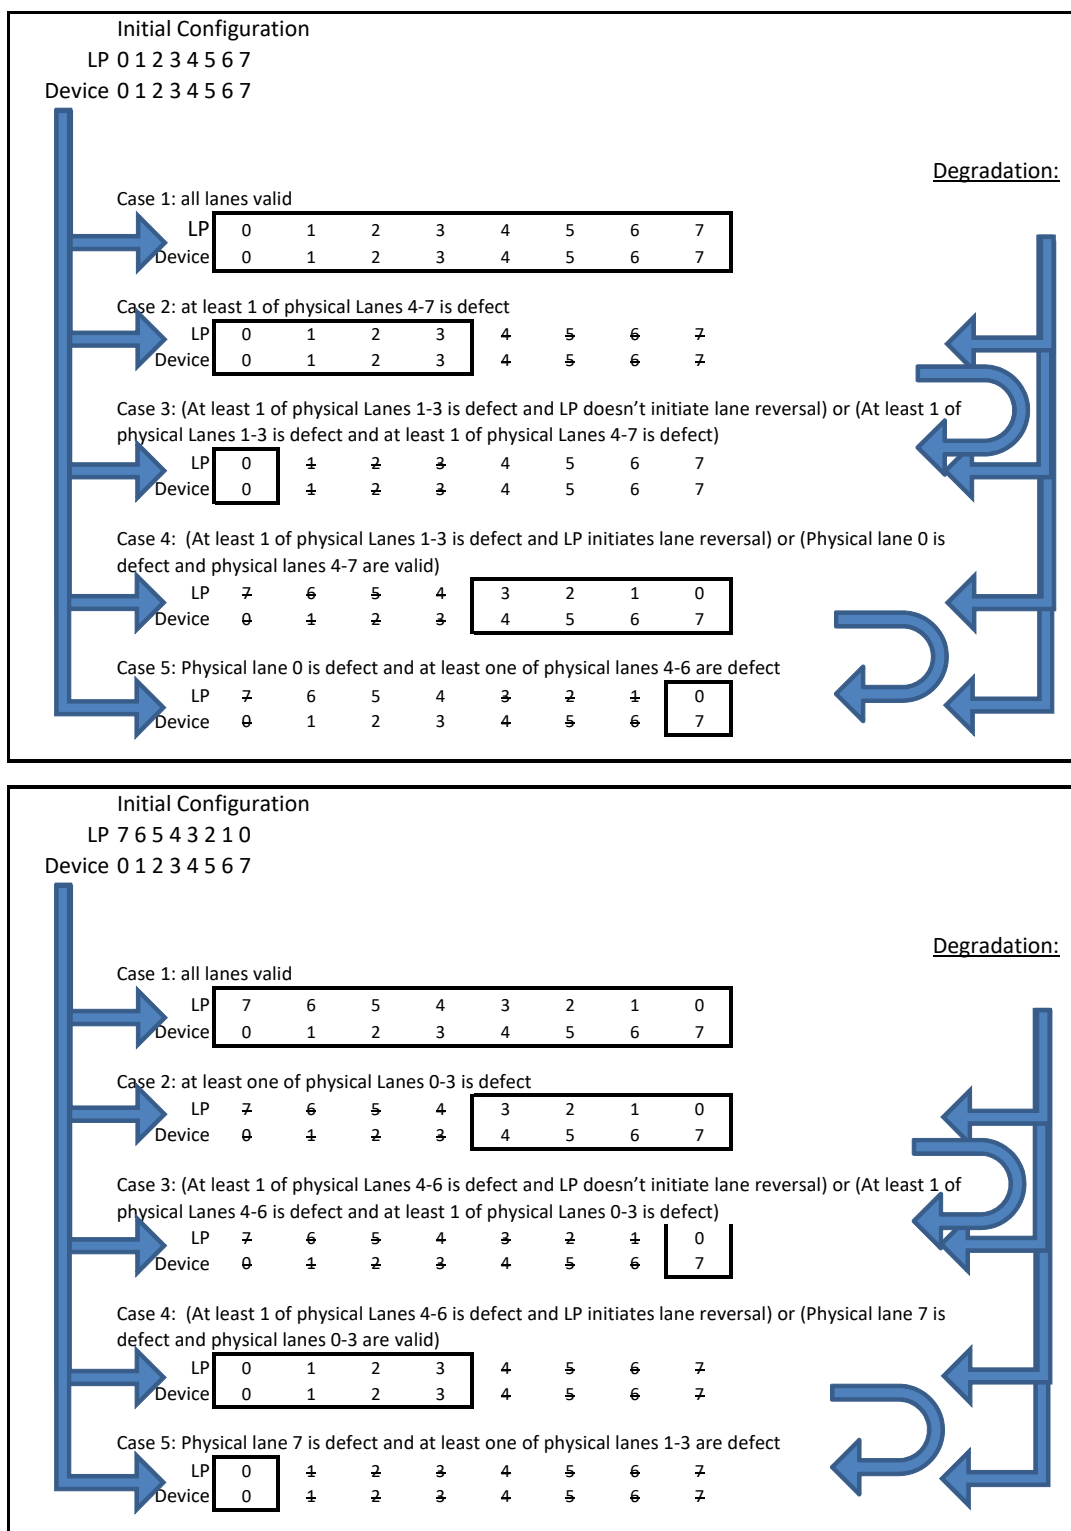 Initial Configuration
LP 0 1 2 3 4 5 6 7
Device 0 1 2 3 4 5 6 7
Degradation:
Case 1: all lanes valid
LP 0 1 2 3 4 5 6 7
Device 0 1 2 3 4 5 6 7
Case 2: at least 1 of physical Lanes 4-7 is defect
LP 0 1 2 3 4 5 6 7
Device 0 1 2 3 4 5 6 7
Case 3: (At least 1 of physical Lanes 1-3 is defect and LP doesn't initiate lane reversal) or (At least 1 of
physical Lanes 1-3 is defect and at least 1 of physical Lanes 4-7 is defect)
LP 0 1 2 3 4 5 6 7
Device 0 1 2 3 4 5 6 7
Case 4: (At least 1 of physical Lanes 1-3 is defect and LP initiates lane reversal) or (Physical lane 0 is
defect and physical lanes 4-7 are valid)
LP 7 6 5 4 3 2 1 0
Device 0 1 2 3 4 5 6 7
Case 5: Physical lane 0 is defect and at least one of physical lanes 4-6 are defect
LP 7 6 5 4 3 2 1 0
Device 0 1 2 3 4 5 6 7
Initial Configuration
LP 7 6 5 4 3 2 1 0
Device 0 1 2 3 4 5 6 7
Degradation:
Case 1: all lanes valid
LP 7 6 5 4 3 2 1 0
Device 0 1 2 3 4 5 6 7
Case 2: at least one of physical Lanes 0-3 is defect
LP 7 6 5 4 3 2 1 0
Device 0 1 2 3 4 5 6 7
Case 3: (At least 1 of physical Lanes 4-6 is defect and LP doesn't initiate lane reversal) or (At least 1 of
physical Lanes 4-6 is defect and at least 1 of physical Lanes 0-3 is defect)
LP 7 6 5 4 3 2 1 0
Device 0 1 2 3 4 5 6 7
Case 4: (At least 1 of physical Lanes 4-6 is defect and LP initiates lane reversal) or (Physical lane 7 is
defect and physical lanes 0-3 are valid)
LP 0 1 2 3 4 5 6 7
Device 0 1 2 3 4 5 6 7
Case 5: Physical lane 7 is defect and at least one of physical lanes 1-3 are defect
LP 0 1 2 3 4 5 6 7
Device 0 1 2 3 4 5 6 7